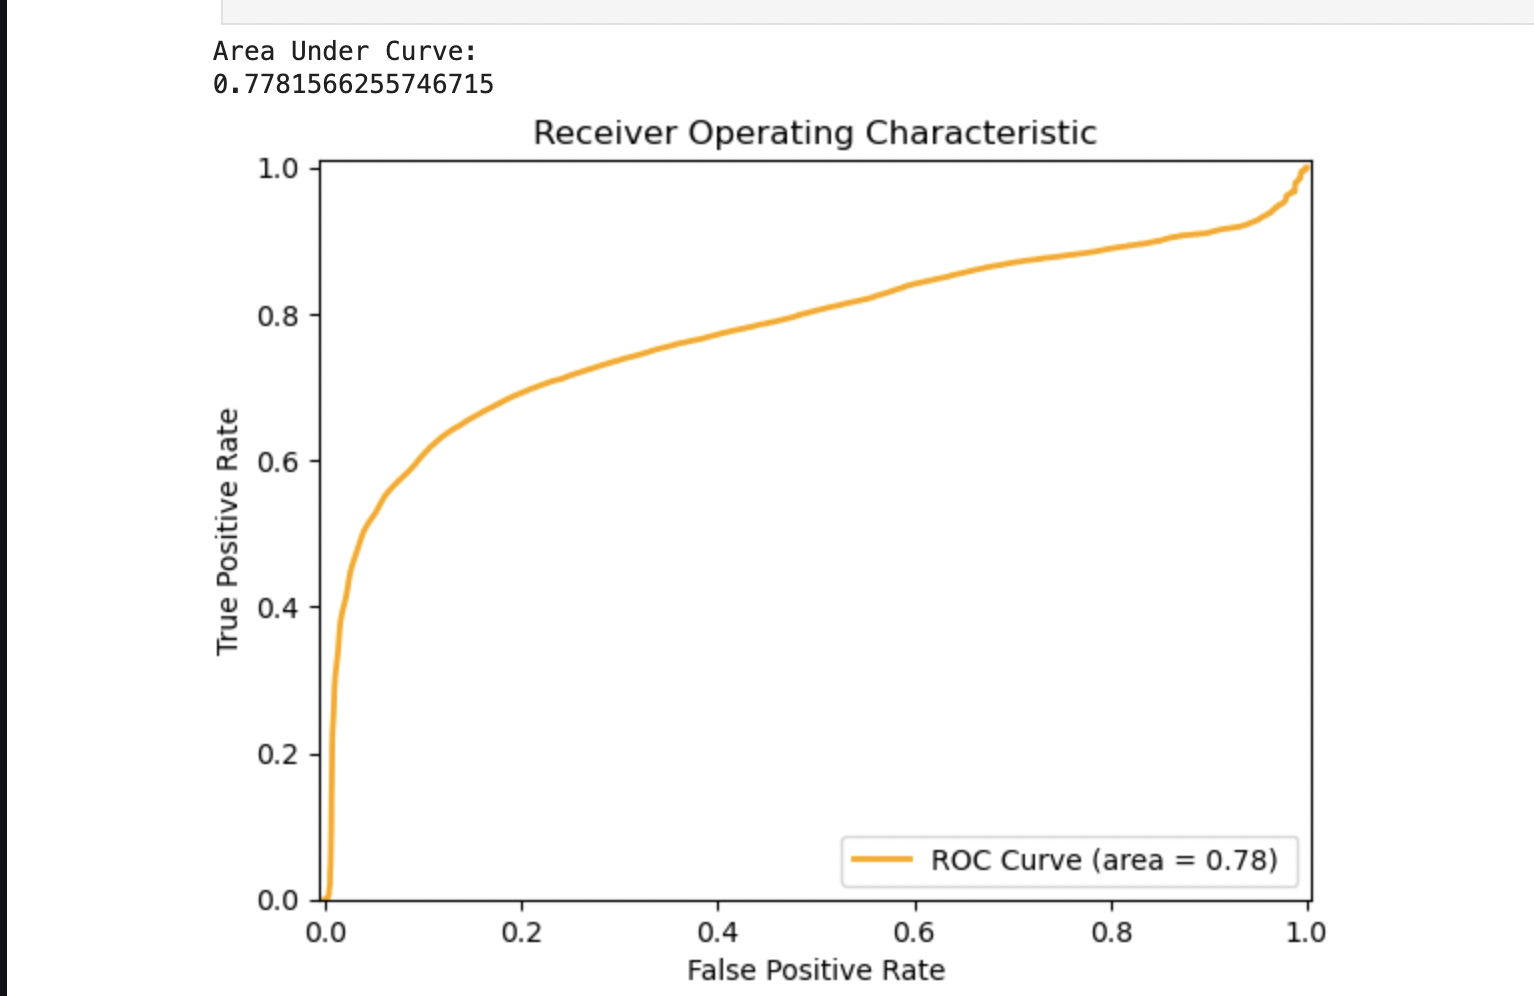 Area Under Curve:
0.7781566255746715
Receiver Operating Characteristic
1.0
0.8
0.6
0.4
0.2
0.0
True Positive Rate
ROC Curve (area = 0.78)
0.0 0.2 0.4 0.6 0.8 1.0
False Positive Rate